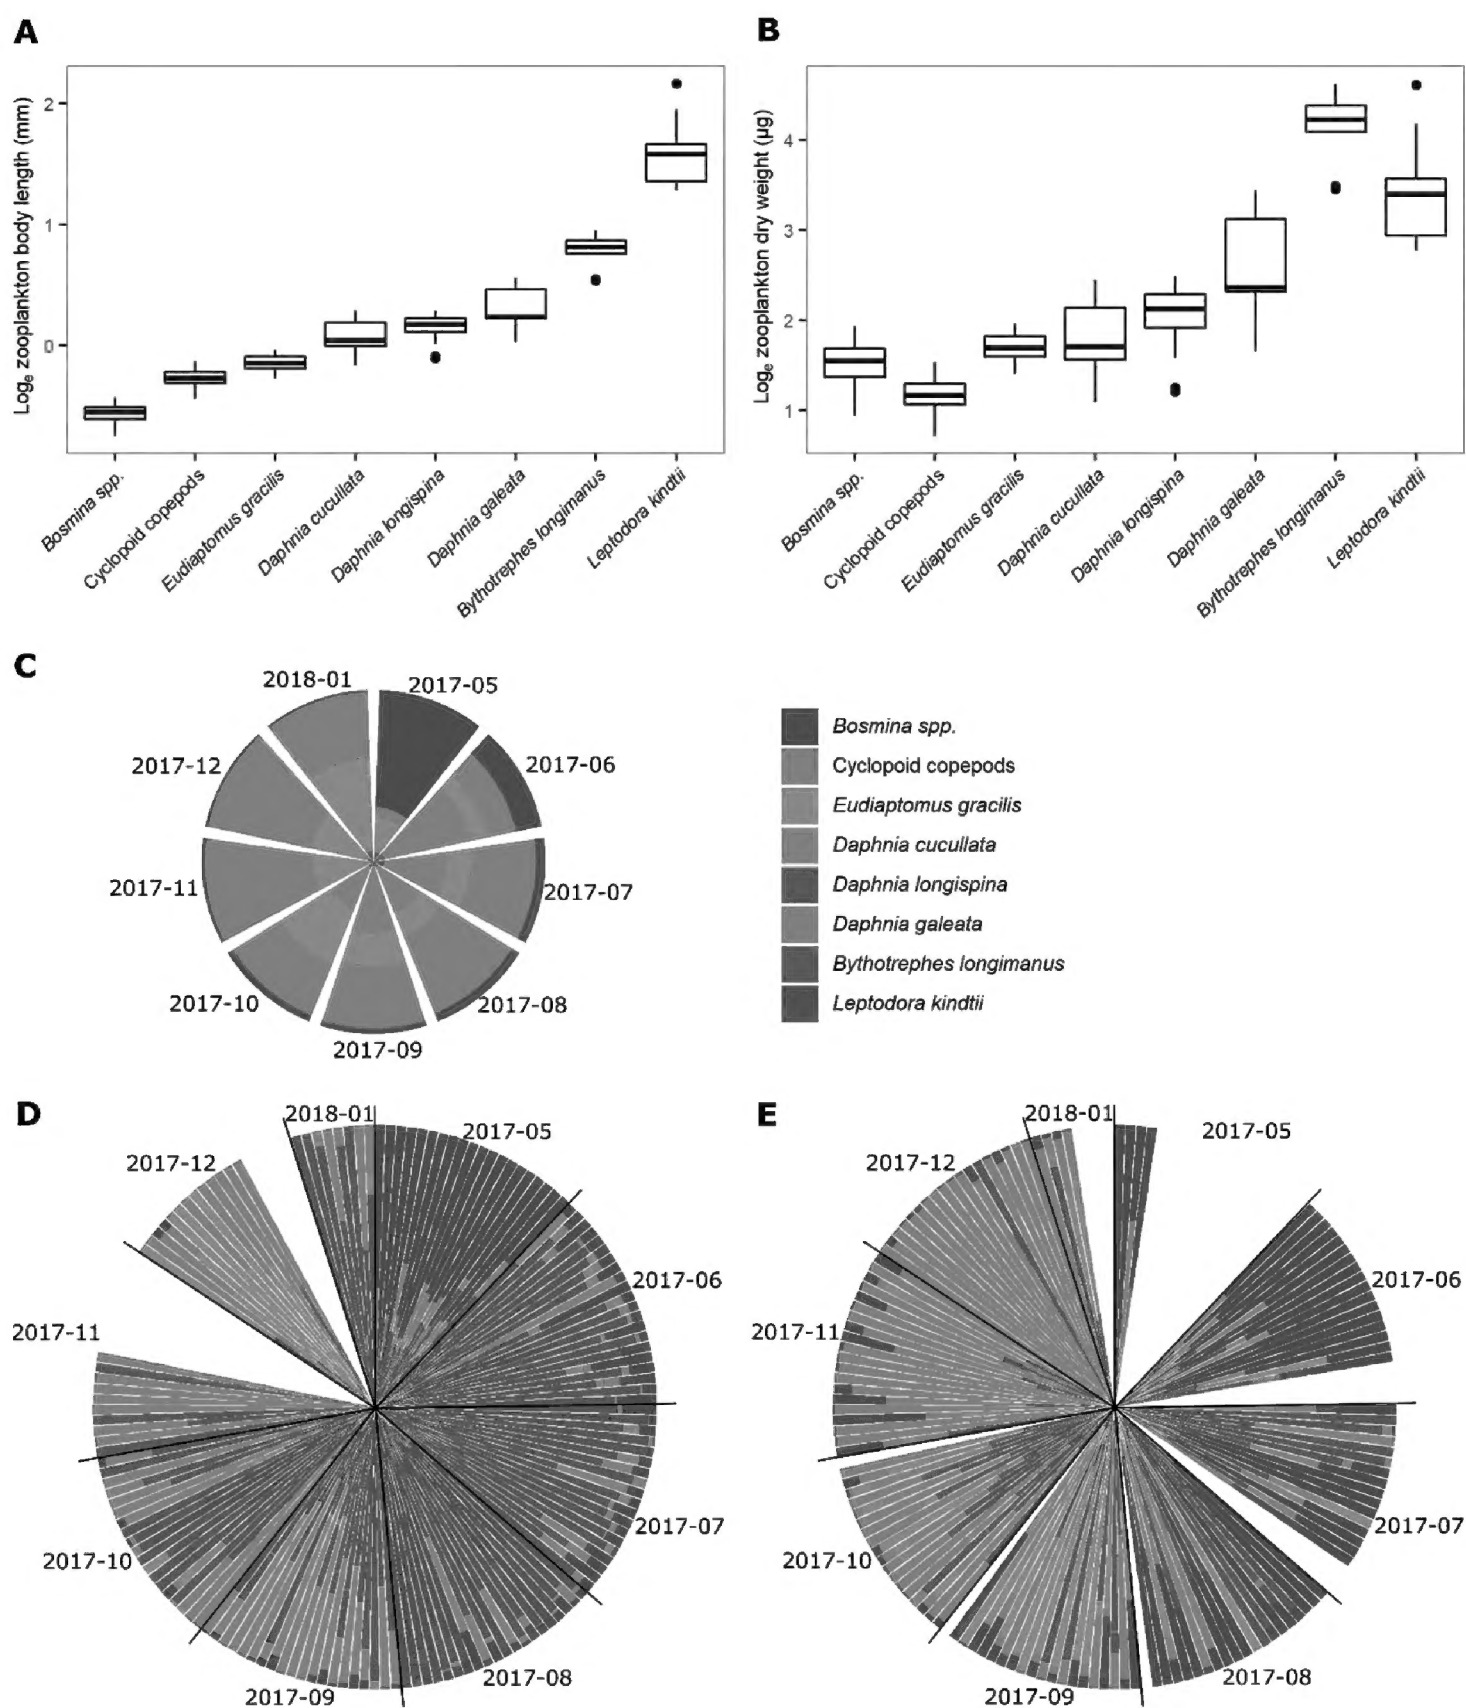 A
B
Logₑ zooplankton body length (mm)
2
1
0
Bosmina spp.
Cyclopoid copepods
Eudiaptomus gracilis
Daphnia cucullata
Daphnia longispina
Daphnia galeata
Bythotrephes longimanus
Leptodora kindtii
Logₑ zooplankton dry weight (µg)
4
3
2
1
Bosmina spp.
Cyclopoid copepods
Eudiaptomus gracilis
Daphnia cucullata
Daphnia longispina
Daphnia galeata
Bythotrephes longimanus
Leptodora kindtii
C
2018-01
2017-05
2017-12
2017-06
2017-11
2017-07
2017-10
2017-08
2017-09
Bosmina spp.
Cyclopoid copepods
Eudiaptomus gracilis
Daphnia cucullata
Daphnia longispina
Daphnia galeata
Bythotrephes longimanus
Leptodora kindtii
D
2018-01
2017-05
2017-12
2017-06
2017-11
2017-07
2017-10
2017-08
2017-09
E
2018-01
2017-05
2017-12
2017-06
2017-11
2017-07
2017-10
2017-08
2017-09